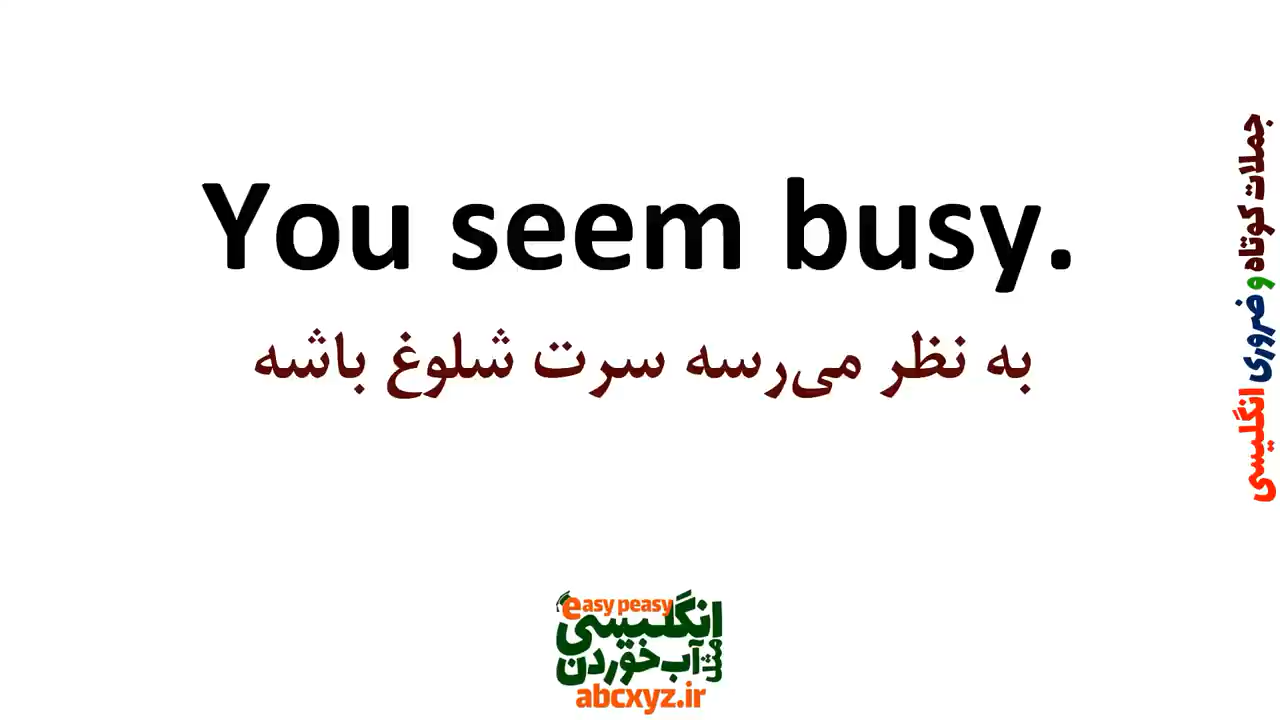 You seem busy.
به نظر می‌رسه سرت شلوغ باشه
جملات کوتاه و ضروری انگلیسی
easy peasy
انگلیسی
مثل آب خوردن
abcxyz.ir